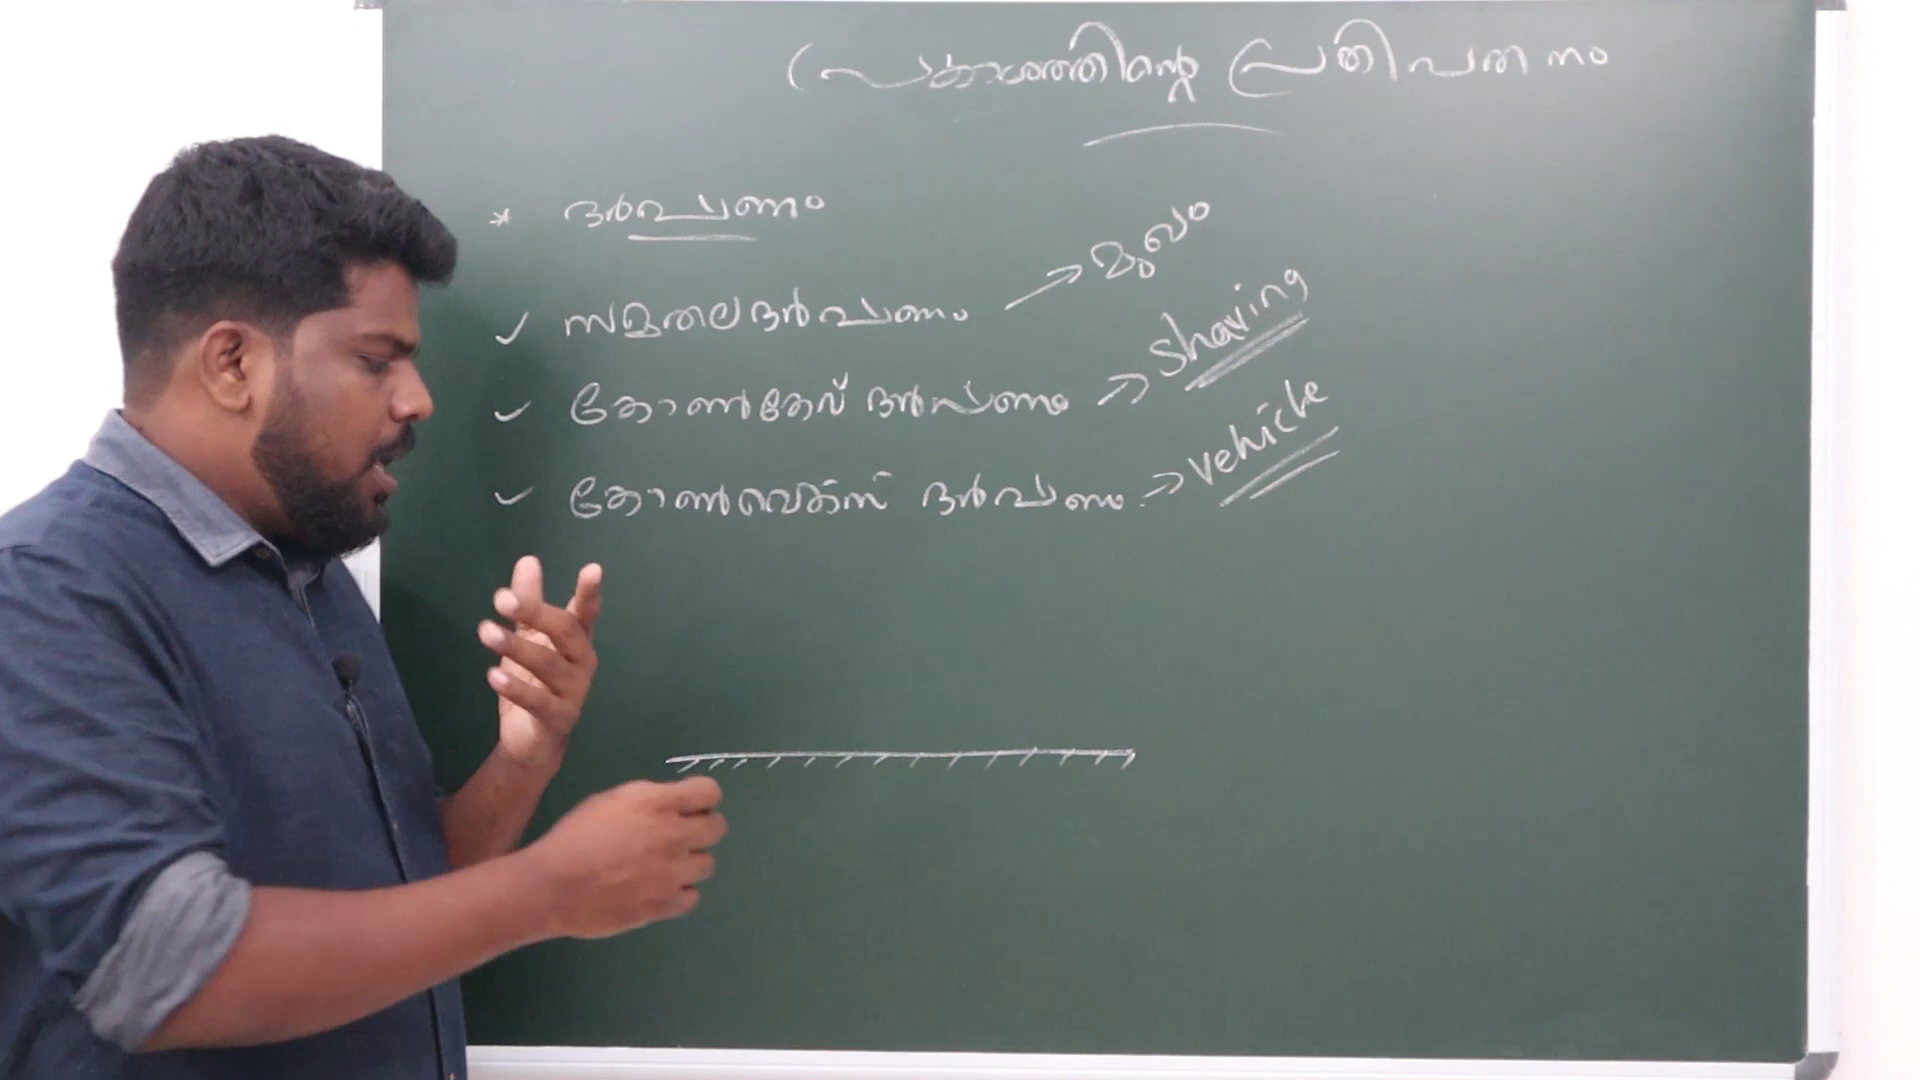 പ്രകാശത്തിന്റെ പ്രതിപതനം
* ദർപ്പണം
✓ സമതലദർപ്പണം → മുഖം
✓ കോൺകേവ് ദർപ്പണം → shaving
✓ കോൺവെക്സ് ദർപ്പണം → vehicle